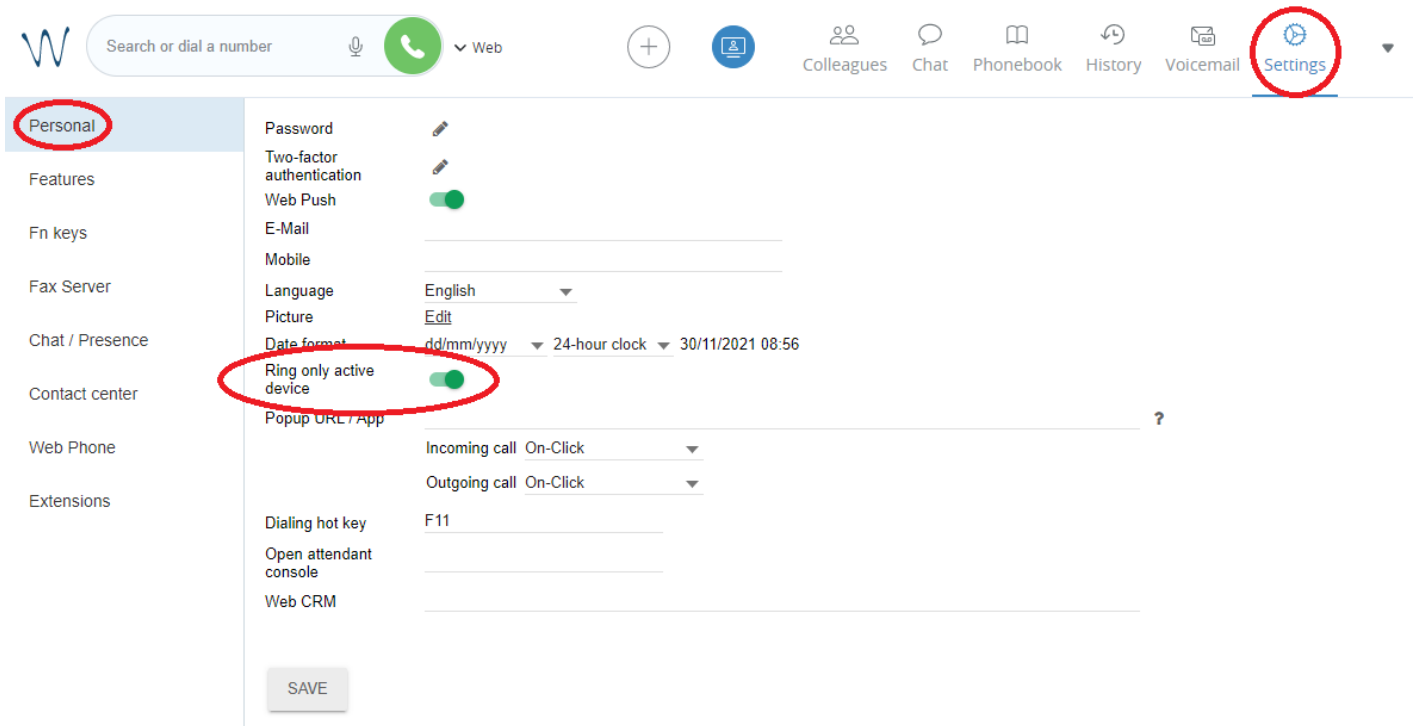 Search or dial a number
Web
Colleagues
Chat
Phonebook
History
Voicemail
Settings
Personal
Features
Fn keys
Fax Server
Chat / Presence
Contact center
Web Phone
Extensions
Password
Two-factor
authentication
Web Push
E-Mail
Mobile
Language English
Picture Edit
Date format dd/mm/yyyy 24-hour clock 30/11/2021 08:56
Ring only active
device
Popup URL / App ?
Incoming call On-Click
Outgoing call On-Click
Dialing hot key F11
Open attendant
console
Web CRM
SAVE